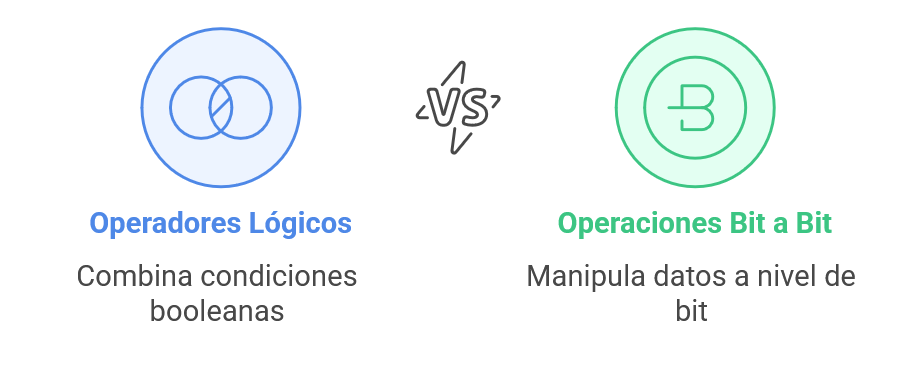 VS
Operadores Lógicos
Operaciones Bit a Bit
Combina condiciones
booleanas
Manipula datos a nivel de
bit